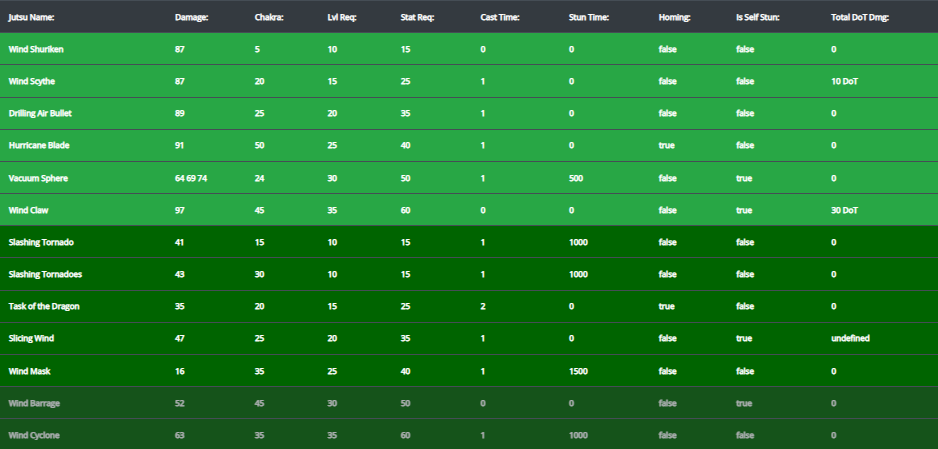 Jutsu Name: Damage: Chakra: Lvl Req: Stat Req: Cast Time: Stun Time: Homing: Is Self Stun: Total DoT Dmg:
Wind Shuriken 87 5 10 15 0 0 false false 0
Wind Scythe 87 20 15 25 1 0 false false 10 DoT
Drilling Air Bullet 89 25 20 35 1 0 false false 0
Hurricane Blade 91 50 25 40 1 0 true false 0
Vacuum Sphere 64 69 74 24 30 50 1 500 false true 0
Wind Claw 97 45 35 60 0 0 false true 30 DoT
Slashing Tornado 41 15 10 15 1 1000 false false 0
Slashing Tornadoes 43 30 10 15 1 1000 false false 0
Task of the Dragon 35 20 15 25 2 0 true false 0
Slicing Wind 47 25 20 35 1 0 false true undefined
Wind Mask 16 35 25 40 1 1500 false false 0
Wind Barrage 52 45 30 50 0 0 false true 0
Wind Cyclone 63 35 35 60 1 1000 false false 0